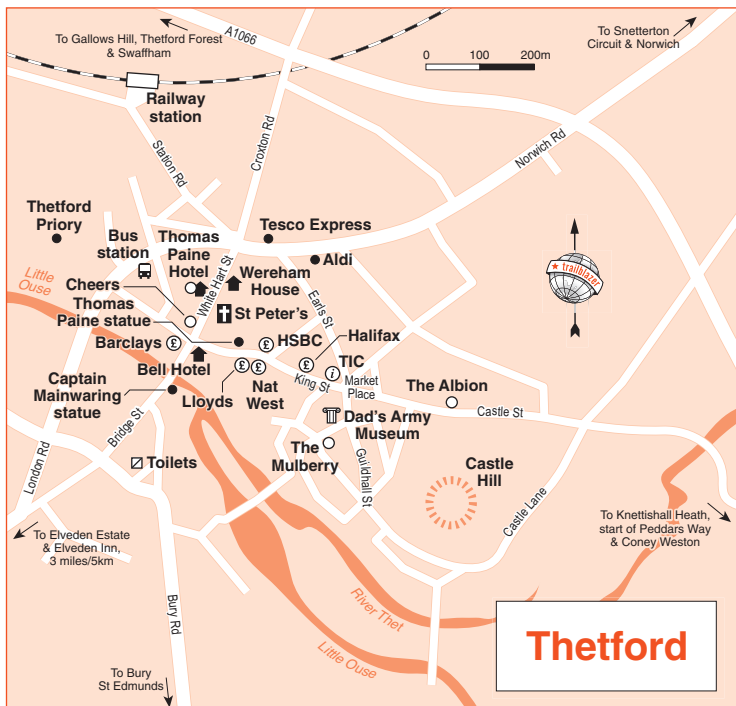 To Gallows Hill, Thetford Forest
& Swaffham
A1066
To Snetterton
Circuit & Norwich
0 100 200m
Railway
station
Croxton Rd
Station Rd
Norwich Rd
Thetford
Priory
Bus
station
Thomas
Paine
Hotel
Tesco Express
Aldi
Wereham
House
trailblazer
Little
Ouse
Cheers
White Hart St
Thomas
Paine statue
St Peter's
Earls St
Barclays
£
HSBC
£
Halifax
£
TIC
i
Bell Hotel
Lloyds
£
Nat
West
£
King St
Market
Place
The Albion
Castle St
Captain
Mainwaring
statue
Bridge St
Dad's Army
Museum
The
Mulberry
Guildhall St
Castle
Hill
Toilets
London Rd
Castle Lane
To Knettishall Heath,
start of Peddars Way
& Coney Weston
To Elveden Estate
& Elveden Inn,
3 miles/5km
Bury Rd
River Thet
Little Ouse
To Bury
St Edmunds
Thetford